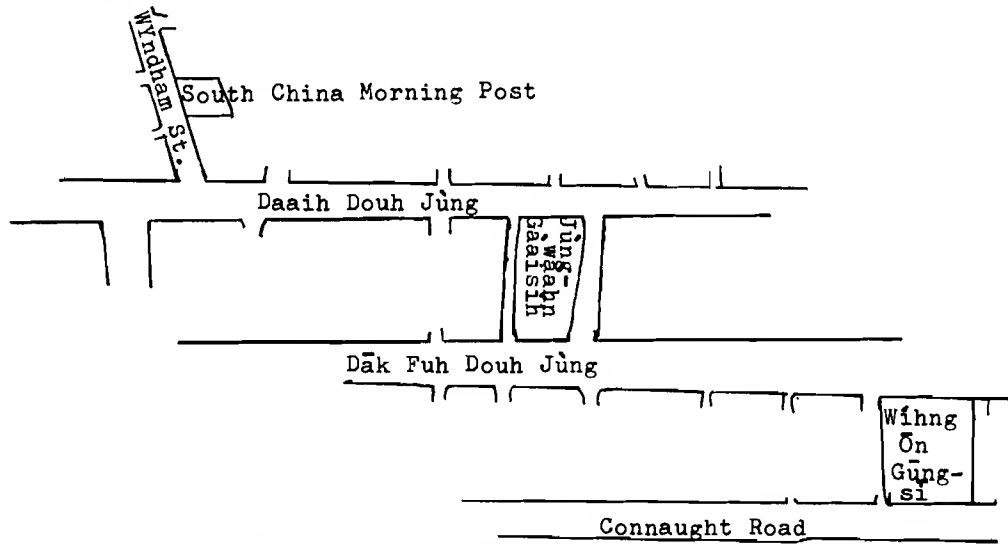 Wyndham St.
South China Morning Post
Daaih Douh Jùng
Jùng-
wàahn
Gāaisíh
Dāk Fuh Douh Jùng
Wíhng
Ōn
Gūng-
sī
Connaught Road